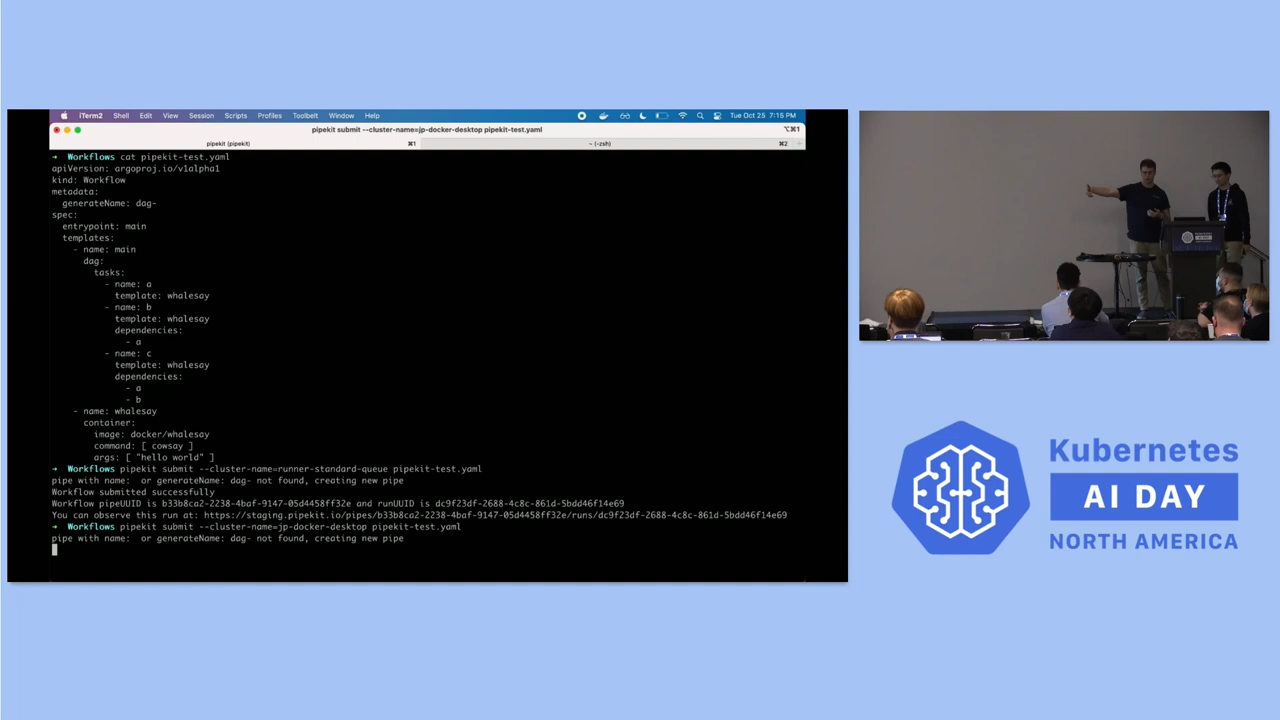 iTerm2 Shell Edit View Session Scripts Profiles Toolbelt Window Help Tue Oct 25 7:15 PM
pipekit submit --cluster-name=jp-docker-desktop pipekit-test.yaml ⌥⌘1
pipekit (pipekit) ⌘1 ~ (-zsh) ⌘2
→ Workflows cat pipekit-test.yaml
apiVersion: argoproj.io/v1alpha1
kind: Workflow
metadata:
  generateName: dag-
spec:
  entrypoint: main
  templates:
    - name: main
      dag:
        tasks:
          - name: a
            template: whalesay
          - name: b
            template: whalesay
            dependencies:
              - a
          - name: c
            template: whalesay
            dependencies:
              - a
              - b
    - name: whalesay
      container:
        image: docker/whalesay
        command: [ cowsay ]
        args: [ "hello world" ]
→ Workflows pipekit submit --cluster-name=runner-standard-queue pipekit-test.yaml
pipe with name:  or generateName: dag- not found, creating new pipe
Workflow submitted successfully
Workflow pipeUUID is b33b8ca2-2238-4baf-9147-05d4458ff32e and runUUID is dc9f23df-2688-4c8c-861d-5bdd46f14e69
You can observe this run at: https://staging.pipekit.io/pipes/b33b8ca2-2238-4baf-9147-05d4458ff32e/runs/dc9f23df-2688-4c8c-861d-5bdd46f14e69
→ Workflows pipekit submit --cluster-name=jp-docker-desktop pipekit-test.yaml
pipe with name:  or generateName: dag- not found, creating new pipe
AI DAY
Kubernetes
AI DAY
NORTH AMERICA